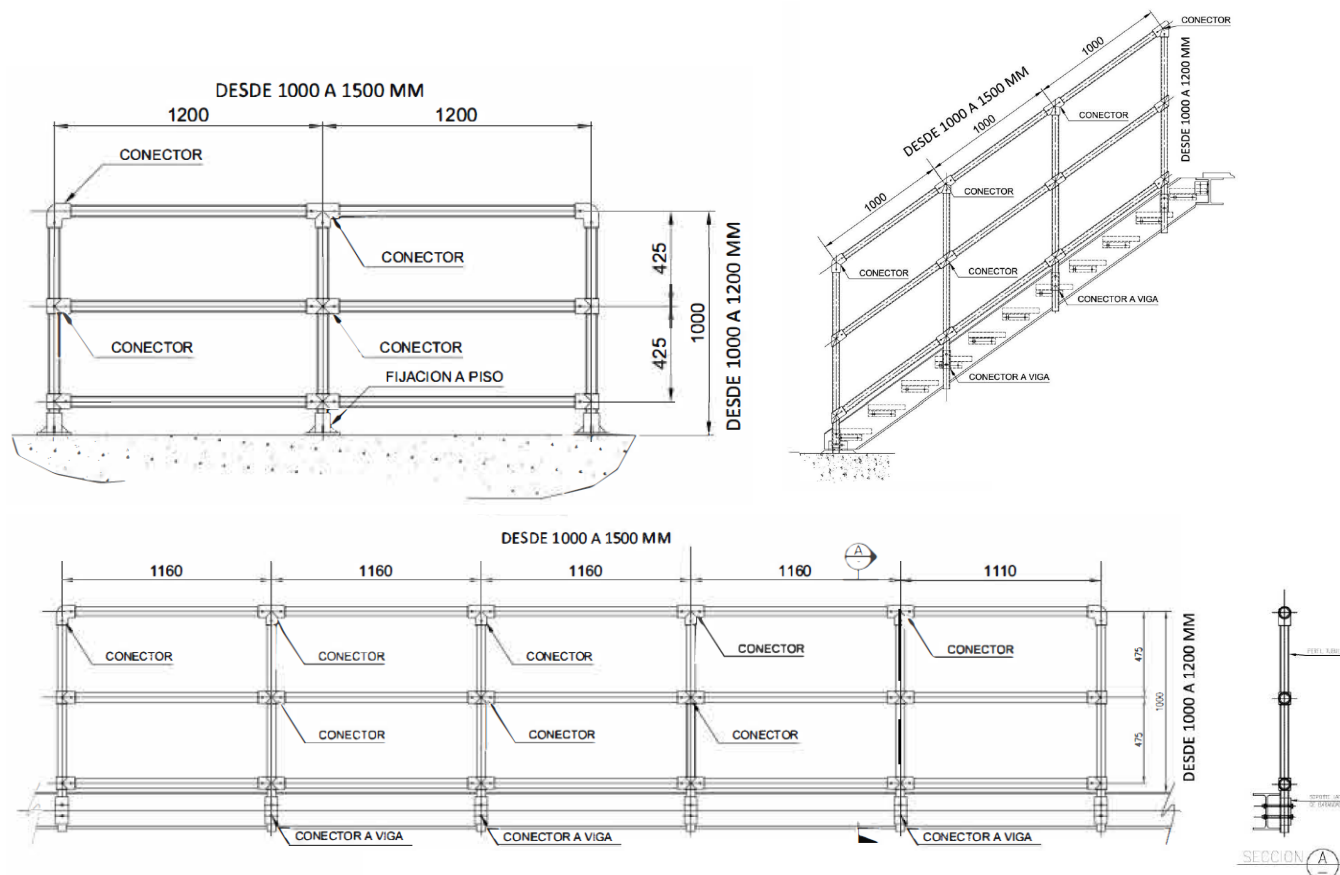 DESDE 1000 A 1500 MM
1200
1200
CONECTOR
CONECTOR
CONECTOR
CONECTOR
FIJACION A PISO
425
425
1000
DESDE 1000 A 1200 MM
CONECTOR
1000
DESDE 1000 A 1500 MM
1000
1000
CONECTOR
CONECTOR
CONECTOR
CONECTOR
CONECTOR A VIGA
CONECTOR A VIGA
DESDE 1000 A 1200 MM
DESDE 1000 A 1500 MM
1160
1160
1160
1160
A
1110
CONECTOR
CONECTOR
CONECTOR
CONECTOR
CONECTOR
CONECTOR
CONECTOR
CONECTOR
475
475
1000
DESDE 1000 A 1200 MM
CONECTOR A VIGA
CONECTOR A VIGA
CONECTOR A VIGA
SECCION A